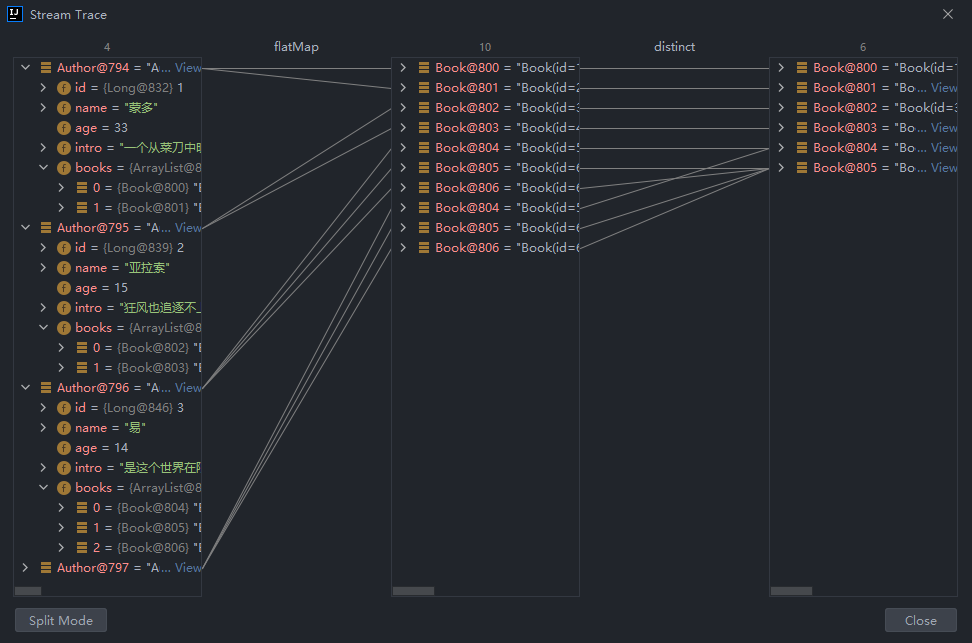 IJ Stream Trace
4 flatMap 10 distinct 6
Author@794 = "A... View
id = {Long@832} 1
name = "蒙多"
age = 33
intro = "一个从菜刀中
books = {ArrayList@8
0 = {Book@800} "
1 = {Book@801} "
Author@795 = "A... View
id = {Long@839} 2
name = "亚拉索"
age = 15
intro = "狂风也追逐不
books = {ArrayList@8
0 = {Book@802} "
1 = {Book@803} "
Author@796 = "A... View
id = {Long@846} 3
name = "易"
age = 14
intro = "是这个世界在
books = {ArrayList@8
0 = {Book@804} "
1 = {Book@805} "
2 = {Book@806} "
Author@797 = "A... View
Book@800 = "Book(id=
Book@801 = "Book(id=2
Book@802 = "Book(id=3
Book@803 = "Book(id=4
Book@804 = "Book(id=5
Book@805 = "Book(id=6
Book@806 = "Book(id=6
Book@804 = "Book(id=5
Book@805 = "Book(id=6
Book@806 = "Book(id=6
Book@800 = "Book(id=
Book@801 = "Bo... View
Book@802 = "Book(id=3
Book@803 = "Bo... View
Book@804 = "Bo... View
Book@805 = "Bo... View
Split Mode
Close